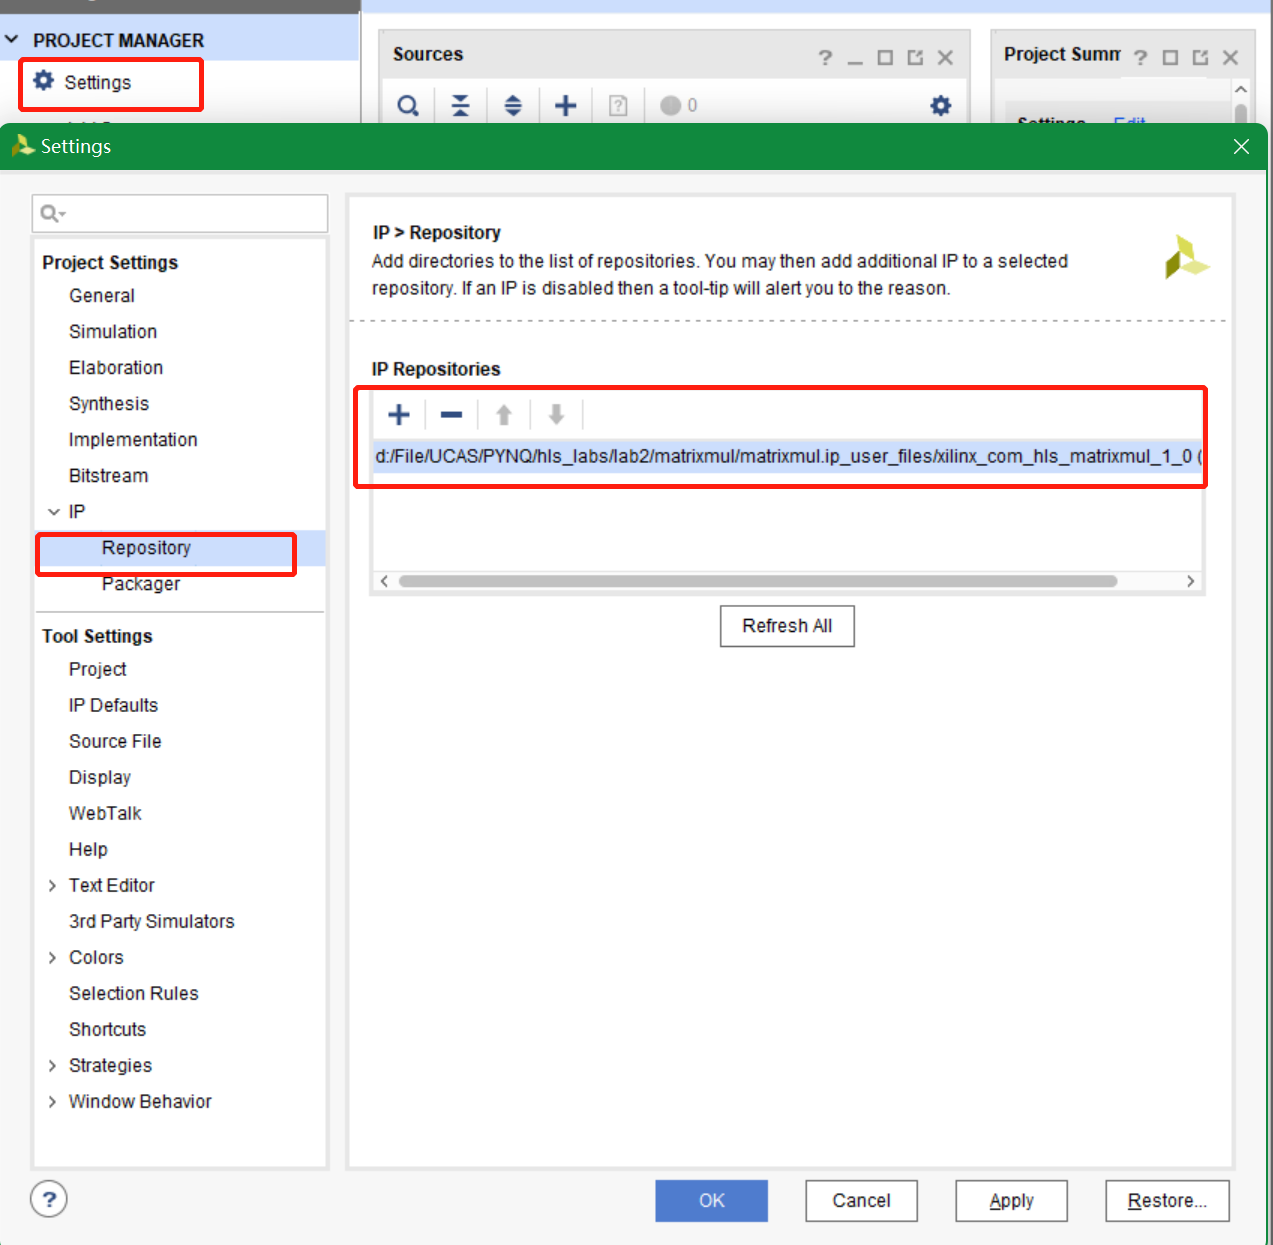 PROJECT MANAGER
Settings
Sources
Project Summ
0
Settings
Edit
Settings
Project Settings
General
Simulation
Elaboration
Synthesis
Implementation
Bitstream
IP
Repository
Packager
Tool Settings
Project
IP Defaults
Source File
Display
WebTalk
Help
Text Editor
3rd Party Simulators
Colors
Selection Rules
Shortcuts
Strategies
Window Behavior
IP > Repository
Add directories to the list of repositories. You may then add additional IP to a selected
repository. If an IP is disabled then a tool-tip will alert you to the reason.
IP Repositories
d:/File/UCAS/PYNQ/hls_labs/lab2/matrixmul/matrixmul.ip_user_files/xilinx_com_hls_matrixmul_1_0 (
Refresh All
?
OK
Cancel
Apply
Restore...